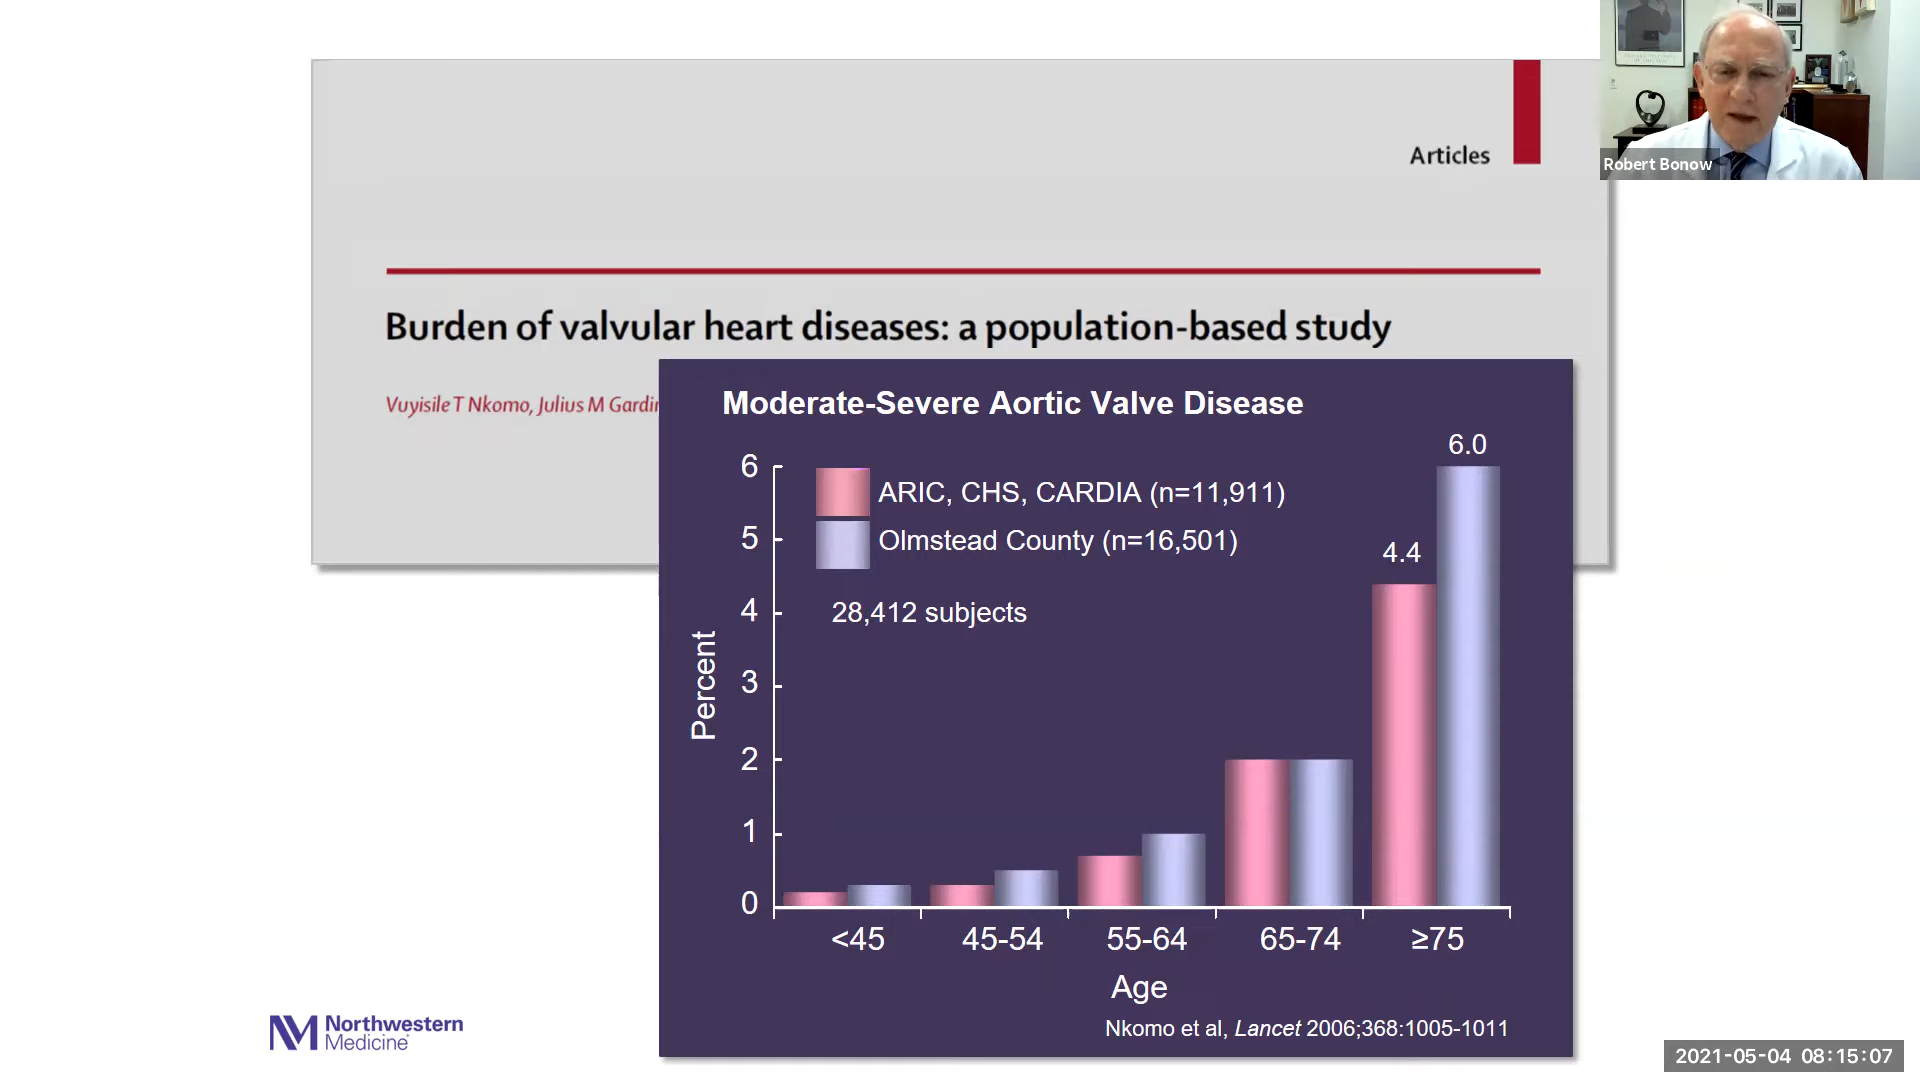 Articles
Robert Bonow
Burden of valvular heart diseases: a population-based study
Vuyisile T Nkomo, Julius M Gardin
Moderate-Severe Aortic Valve Disease
6.0
6
ARIC, CHS, CARDIA (n=11,911)
5
Olmstead County (n=16,501)
4.4
4
28,412 subjects
3
Percent
2
1
0
<45
45-54
55-64
65-74
≥75
Age
Nkomo et al, Lancet 2006;368:1005-1011
Northwestern
Medicine
2021-05-04 08:15:07